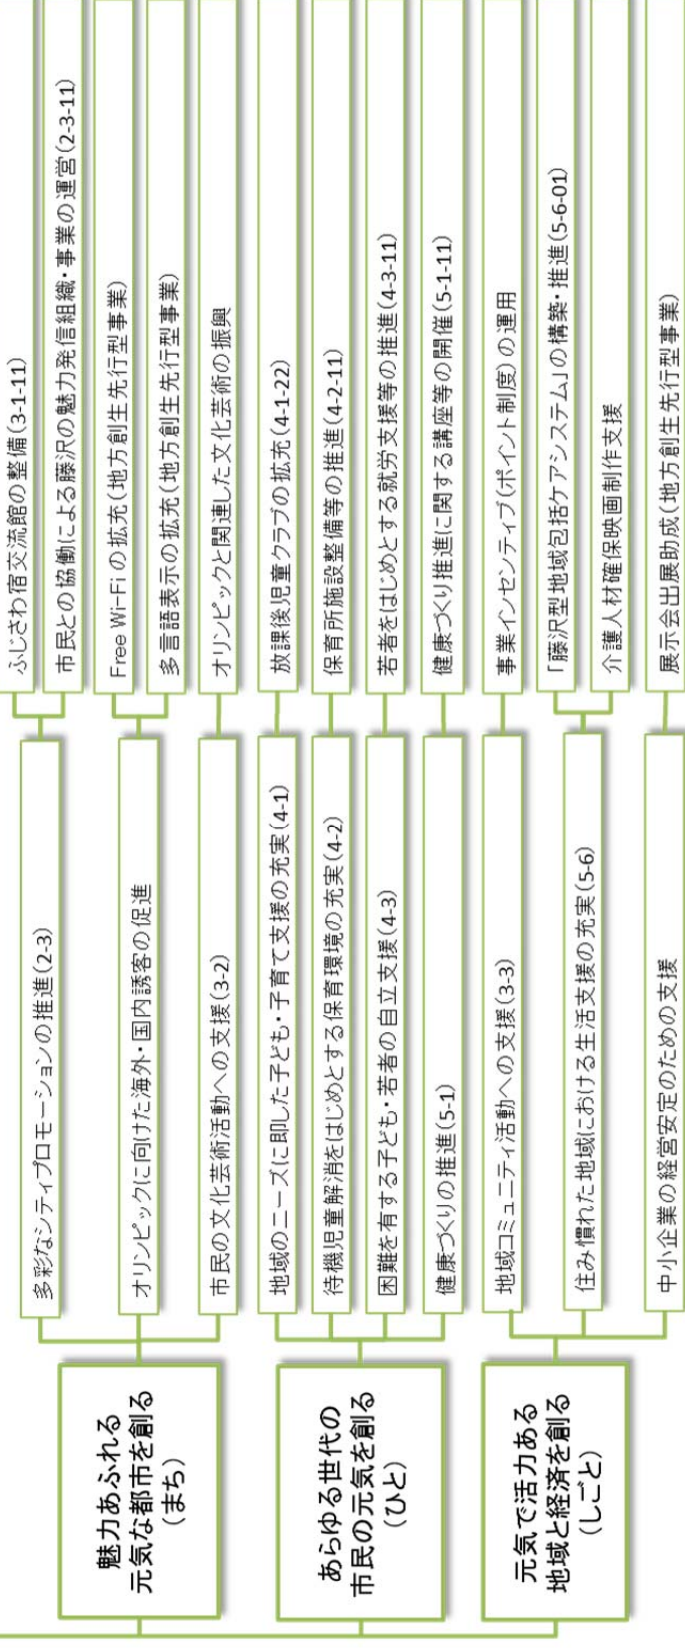 魅力あふれる
元気な都市を創る
(まち)
多彩なシティプロモーションの推進(2-3)
ふじさわ宿交流館の整備(3-1-11)
市民との協働による藤沢の魅力発信組織・事業の運営(2-3-11)
オリンピックに向けた海外・国内誘客の促進
Free Wi-Fi の拡充(地方創生先行型事業)
多言語表示の拡充(地方創生先行型事業)
市民の文化芸術活動への支援(3-2)
オリンピックと関連した文化芸術の振興
あらゆる世代の
市民の元気を創る
(ひと)
地域のニーズに即した子ども・子育て支援の充実(4-1)
放課後児童クラブの拡充(4-1-22)
待機児童解消をはじめとする保育環境の充実(4-2)
保育所施設整備等の推進(4-2-11)
困難を有する子ども・若者の自立支援(4-3)
若者をはじめとする就労支援等の推進(4-3-11)
健康づくりの推進(5-1)
健康づくり推進に関する講座等の開催(5-1-11)
元気で活力ある
地域と経済を創る
(しごと)
地域コミュニティ活動への支援(3-3)
事業インセンティブ(ポイント制度)の運用
住み慣れた地域における生活支援の充実(5-6)
「藤沢型地域包括ケアシステム」の構築・推進(5-6-01)
介護人材確保映画制作支援
中小企業の経営安定のための支援
展示会出展助成(地方創生先行型事業)